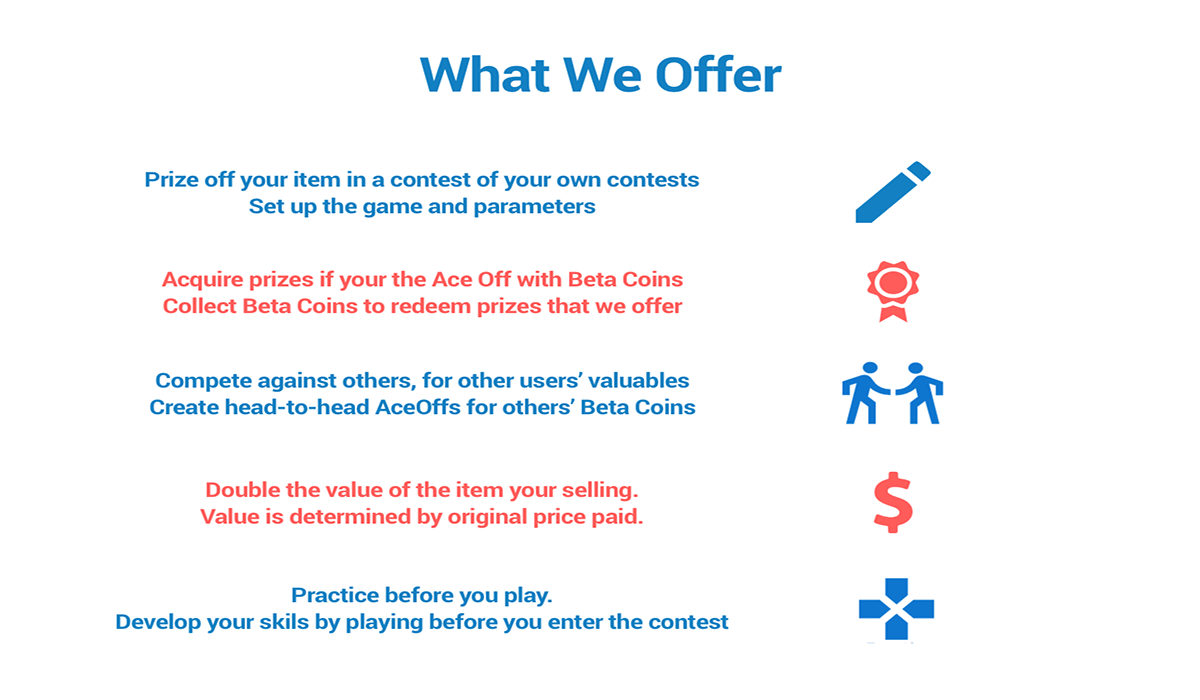 What We Offer
Prize off your item in a contest of your own contests
Set up the game and parameters
Acquire prizes if your the Ace Off with Beta Coins
Collect Beta Coins to redeem prizes that we offer
Compete against others, for other users’ valuables
Create head-to-head AceOffs for others’ Beta Coins
Double the value of the item your selling.
Value is determined by original price paid.
Practice before you play.
Develop your skils by playing before you enter the contest